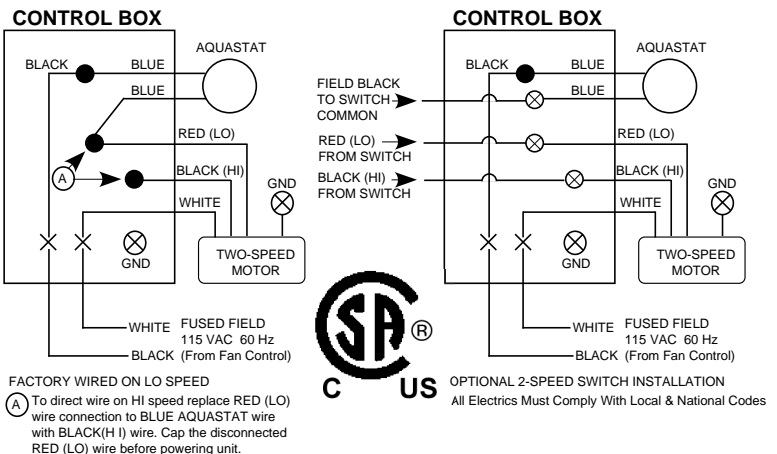 CONTROL BOX
AQUASTAT
BLACK
BLUE
BLUE
RED (LO)
A
BLACK (HI)
WHITE
GND
GND
TWO-SPEED
MOTOR
WHITE FUSED FIELD
115 VAC 60 Hz
BLACK (From Fan Control)
FACTORY WIRED ON LO SPEED
A To direct wire on HI speed replace RED (LO)
wire connection to BLUE AQUASTAT wire
with BLACK(H I) wire. Cap the disconnected
RED (LO) wire before powering unit.
CONTROL BOX
AQUASTAT
BLACK
BLUE
BLUE
FIELD BLACK
TO SWITCH
COMMON
RED (LO)
FROM SWITCH
RED (LO)
BLACK (HI)
FROM SWITCH
BLACK (HI)
WHITE
GND
GND
TWO-SPEED
MOTOR
WHITE FUSED FIELD
115 VAC 60 Hz
BLACK (From Fan Control)
SA ®
C US
OPTIONAL 2-SPEED SWITCH INSTALLATION
All Electrics Must Comply With Local & National Codes